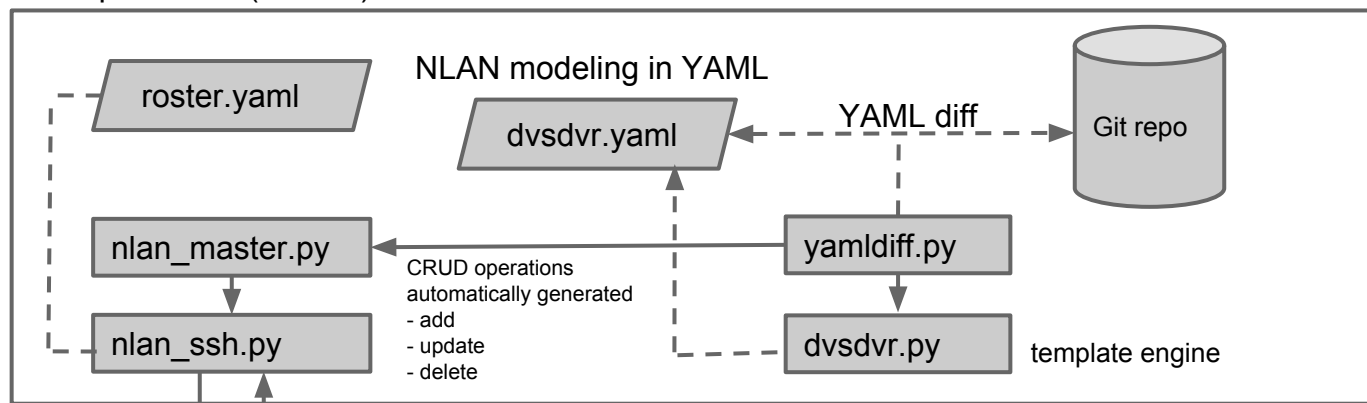 roster.yaml
NLAN modeling in YAML
dvsdvr.yaml
YAML diff
Git repo
nlan_master.py
yamldiff.py
CRUD operations
automatically generated
- add
- update
- delete
nlan_ssh.py
dvsdvr.py
template engine